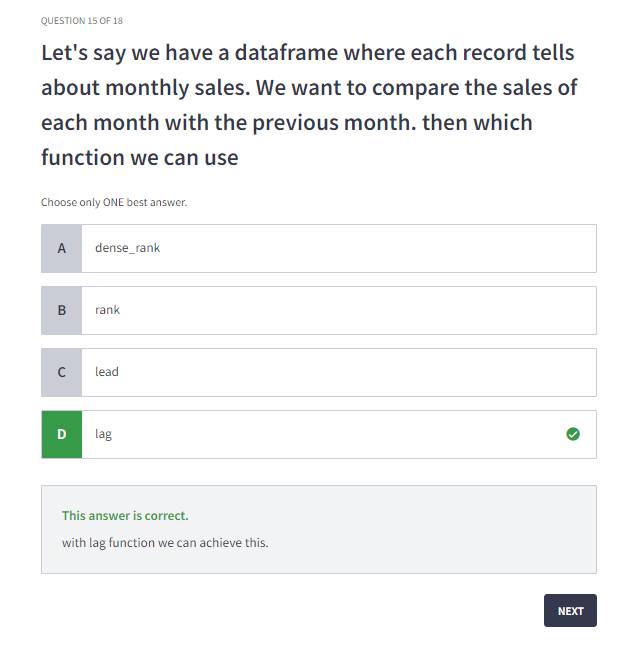 QUESTION 15 OF 18
Let's say we have a dataframe where each record tells
about monthly sales. We want to compare the sales of
each month with the previous month. then which
function we can use
Choose only ONE best answer.
A dense_rank
B rank
C lead
D lag
This answer is correct.
with lag function we can achieve this.
NEXT